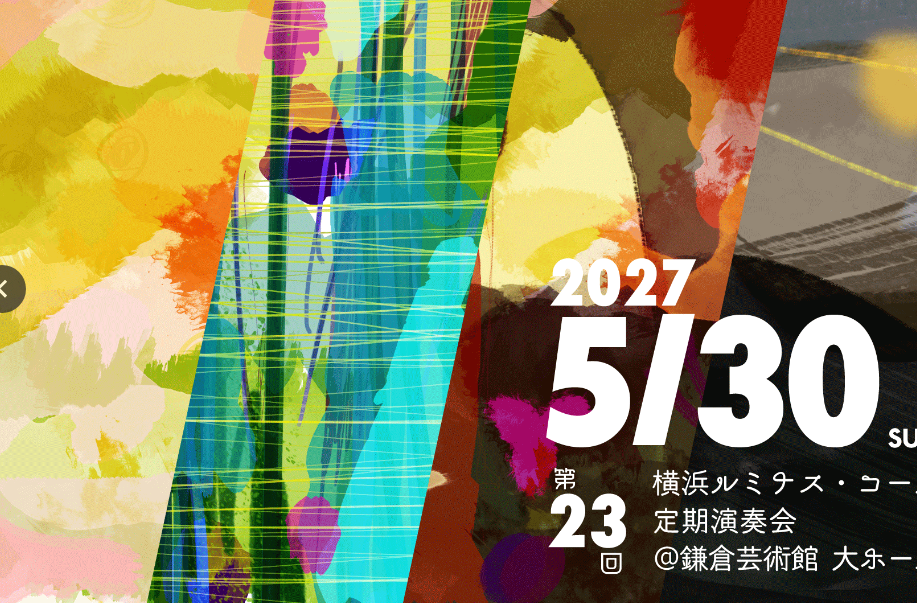 2027
5/30 SU
第23回
横浜ルミナス・コー
定期演奏会
@鎌倉芸術館 大ホー